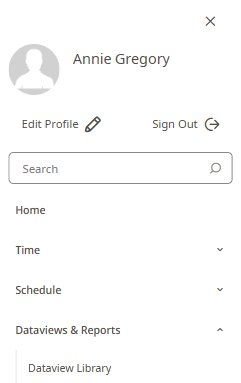 Annie Gregory
Edit Profile
Sign Out
Search
Home
Time
Schedule
Dataviews & Reports
Dataview Library